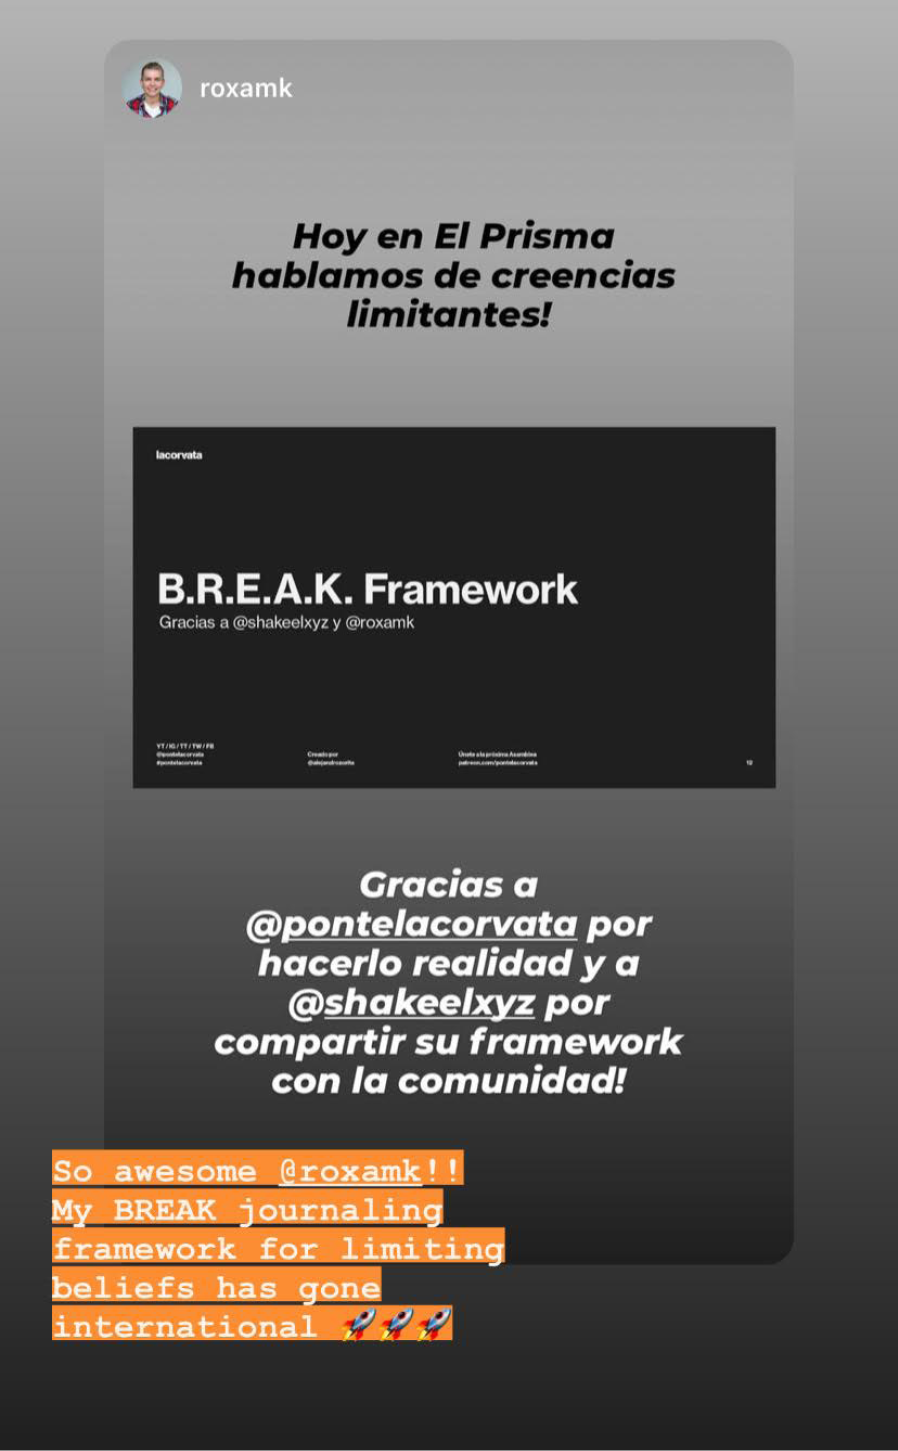 roxamk
Hoy en El Prisma
hablamos de creencias
limitantes!
lacorvata
B.R.E.A.K. Framework
Gracias a @shakeelxyz y @roxamk
YT / IG / TT / TW / FB
@pontelacorvata
#pontelacorvata
Creado por
Únete a la próxima Asamblea
patreon.com/pontelacorvata
12
Gracias a
@pontelacorvata por
hacerlo realidad y a
@shakeelxyz por
compartir su framework
con la comunidad!
So awesome @roxamk!!
My BREAK journaling
framework for limiting
beliefs has gone
international 🚀🚀🚀